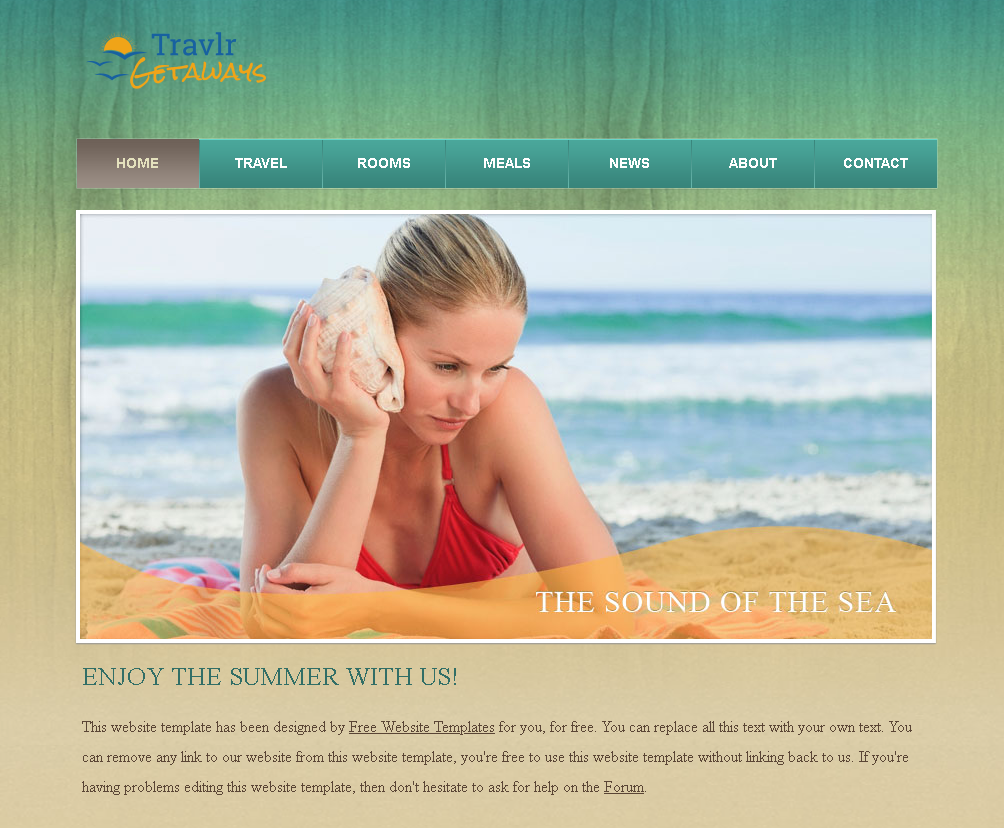 Travlr
Getaways
HOME TRAVEL ROOMS MEALS NEWS ABOUT CONTACT
THE SOUND OF THE SEA
ENJOY THE SUMMER WITH US!
This website template has been designed by Free Website Templates for you, for free. You can replace all this text with your own text. You
can remove any link to our website from this website template, you're free to use this website template without linking back to us. If you're
having problems editing this website template, then don't hesitate to ask for help on the Forum.